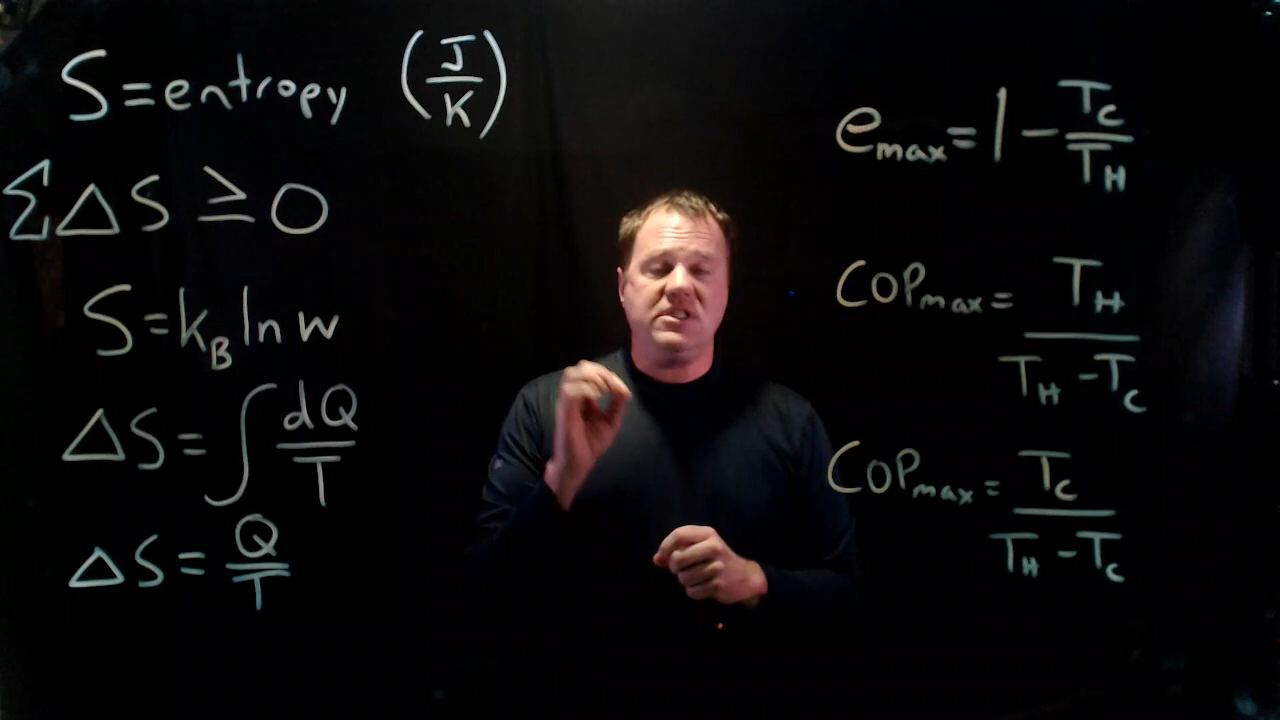 S = entropy (J/K)
ΣΔS ≥ 0
S = k_B ln w
ΔS = ∫ dQ/T
ΔS = Q/T
e_max = 1 - T_C/T_H
COP_max = T_H/(T_H - T_C)
COP_max = T_C/(T_H - T_C)